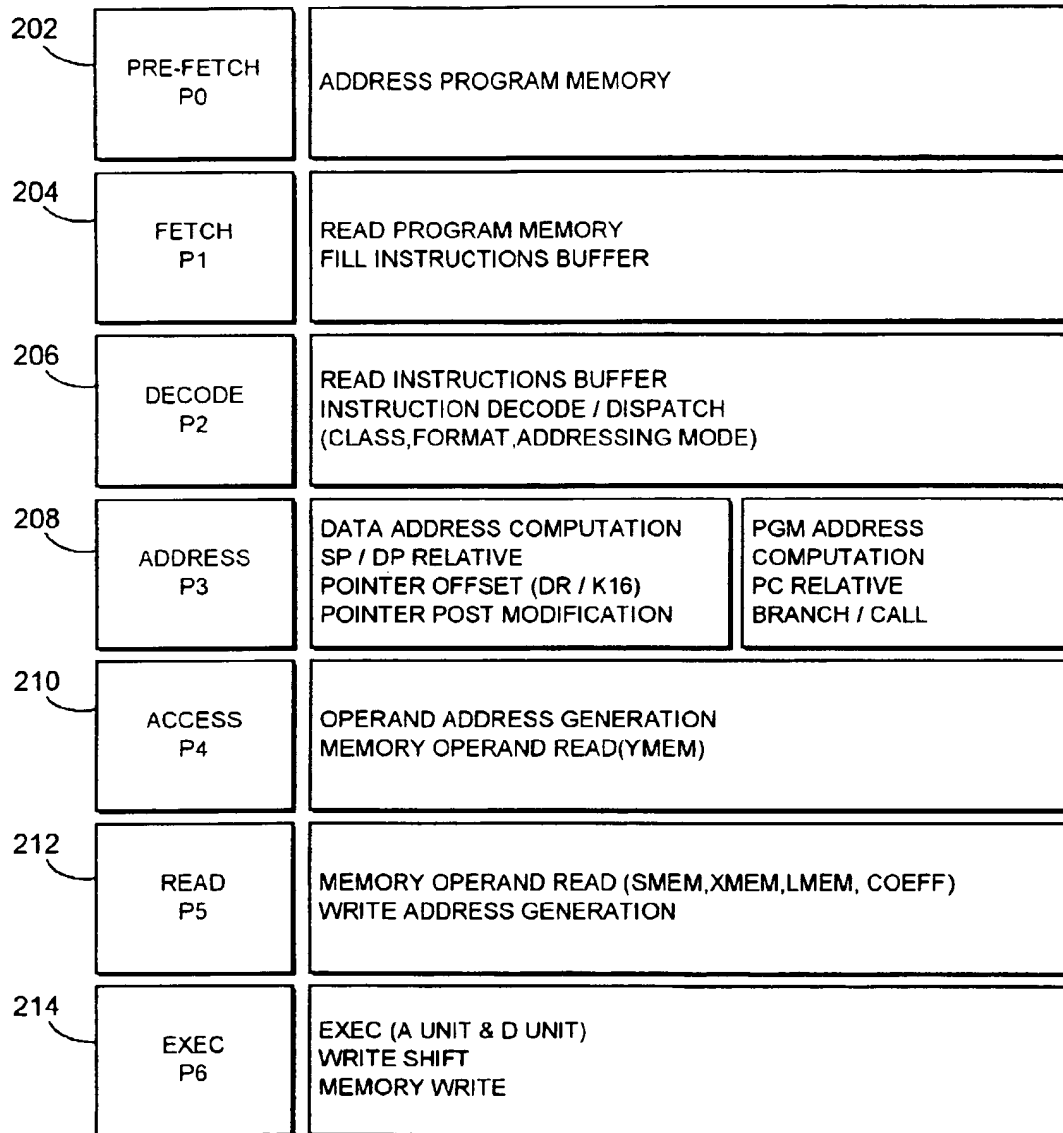 202
PRE-FETCH
P0
ADDRESS PROGRAM MEMORY
204
FETCH
P1
READ PROGRAM MEMORY
FILL INSTRUCTIONS BUFFER
206
DECODE
P2
READ INSTRUCTIONS BUFFER
INSTRUCTION DECODE / DISPATCH
(CLASS,FORMAT,ADDRESSING MODE)
208
ADDRESS
P3
DATA ADDRESS COMPUTATION
SP / DP RELATIVE
POINTER OFFSET (DR / K16)
POINTER POST MODIFICATION
PGM ADDRESS
COMPUTATION
PC RELATIVE
BRANCH / CALL
210
ACCESS
P4
OPERAND ADDRESS GENERATION
MEMORY OPERAND READ(YMEM)
212
READ
P5
MEMORY OPERAND READ (SMEM,XMEM,LMEM, COEFF)
WRITE ADDRESS GENERATION
214
EXEC
P6
EXEC (A UNIT & D UNIT)
WRITE SHIFT
MEMORY WRITE